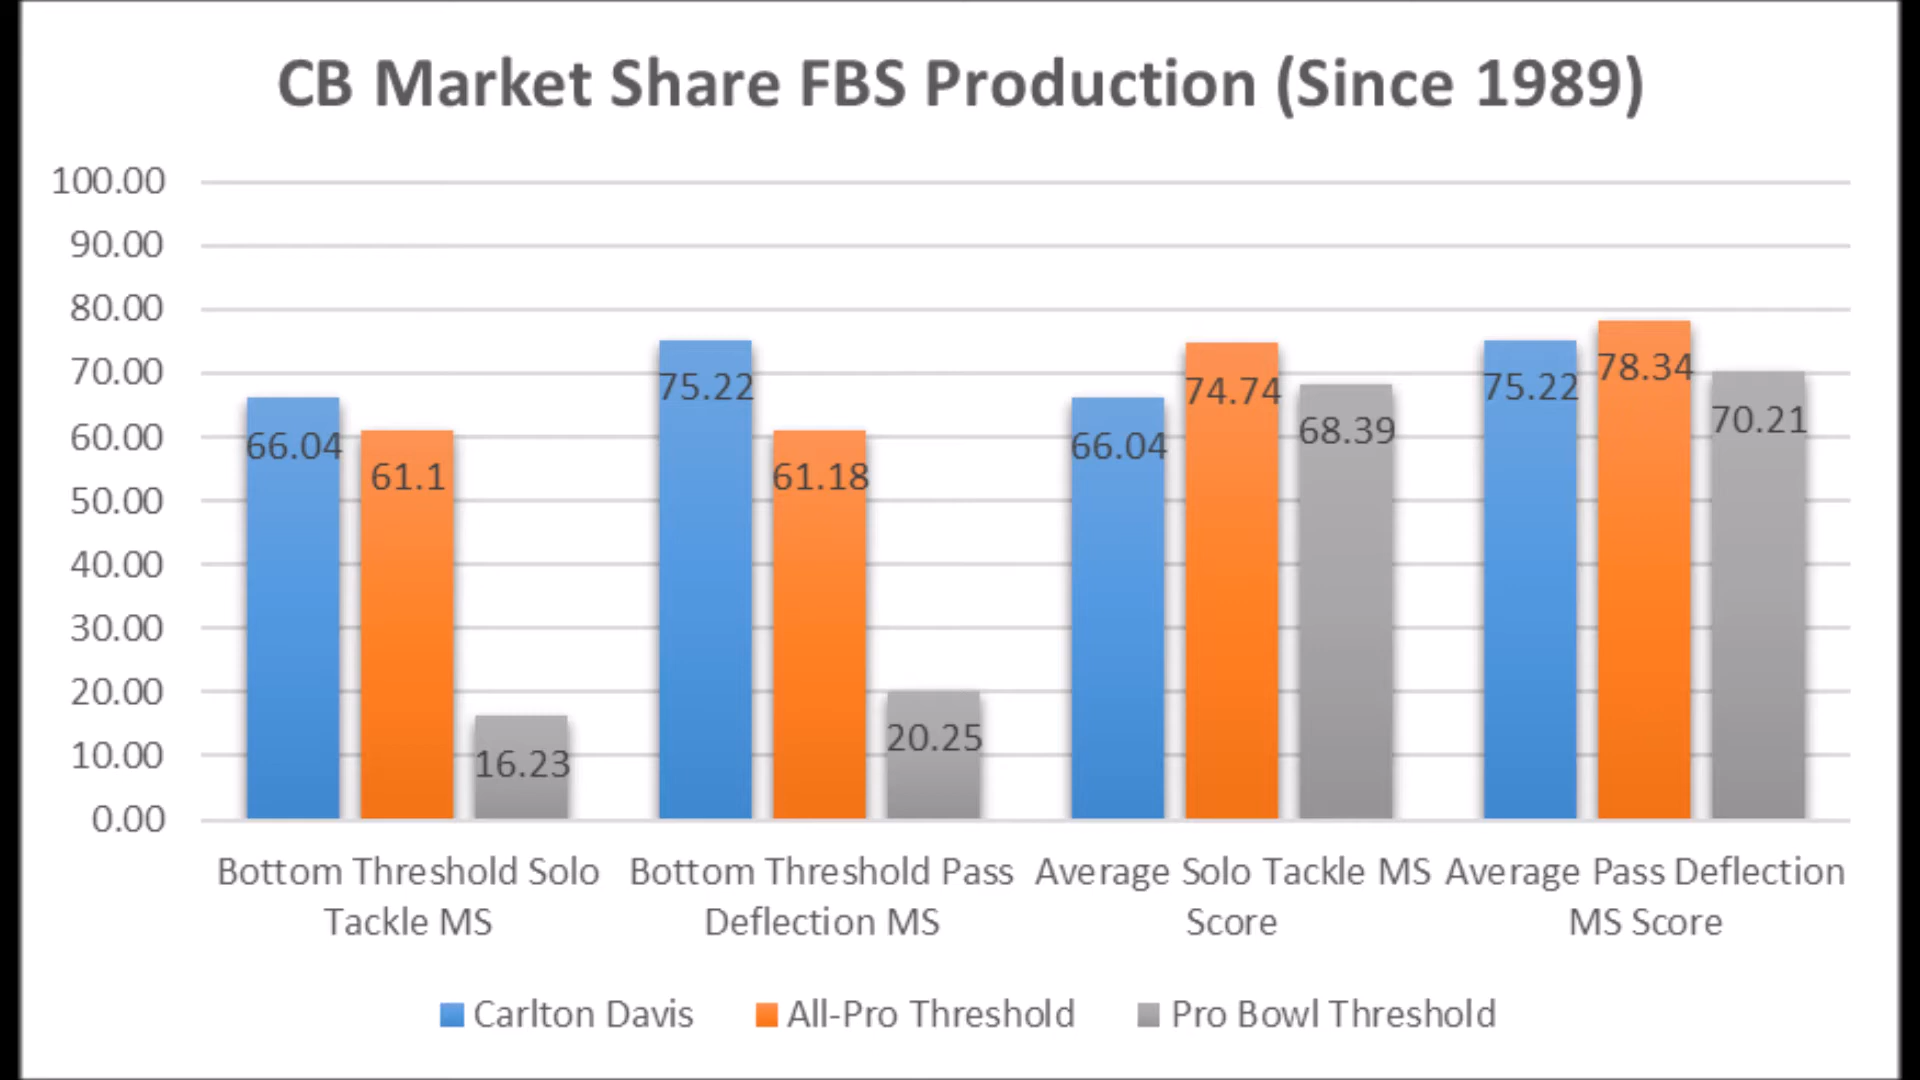 CB Market Share FBS Production (Since 1989)
100.00
90.00
80.00
70.00
60.00
50.00
40.00
30.00
20.00
10.00
0.00
66.04
61.1
16.23
75.22
61.18
20.25
66.04
74.74
68.39
75.22
78.34
70.21
Bottom Threshold Solo
Tackle MS
Bottom Threshold Pass
Deflection MS
Average Solo Tackle MS
Score
Average Pass Deflection
MS Score
Carlton Davis
All-Pro Threshold
Pro Bowl Threshold